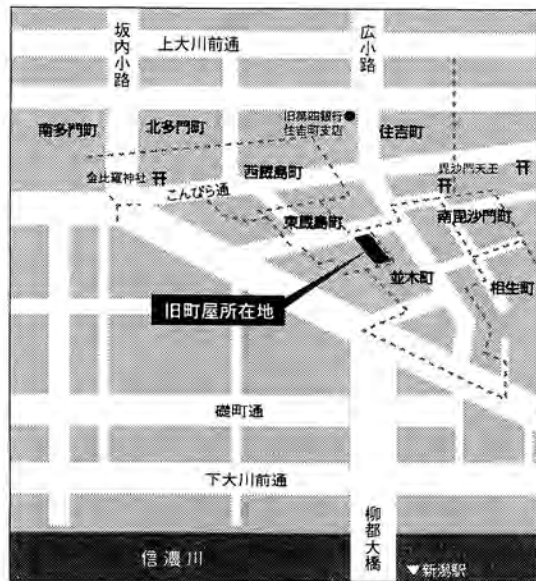 坂内小路
広小路
上大川前通
旧第四銀行
住吉町支店
南多門町
北多門町
住吉町
金比羅神社
こんぴら通
西厩島町
毘沙門天王
東厩島町
南毘沙門町
並木町
相生町
旧町屋所在地
礎町通
下大川前通
柳都大橋
信濃川
▼新潟駅